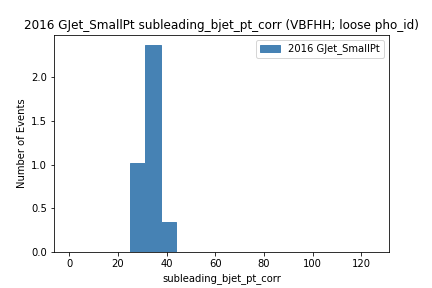 2016 GJet_SmallPt subleading_bjet_pt_corr (VBFHH; loose pho_id)
2016 GJet_SmallPt
Number of Events
2.0
1.5
1.0
0.5
0.0
0 20 40 60 80 100 120
subleading_bjet_pt_corr